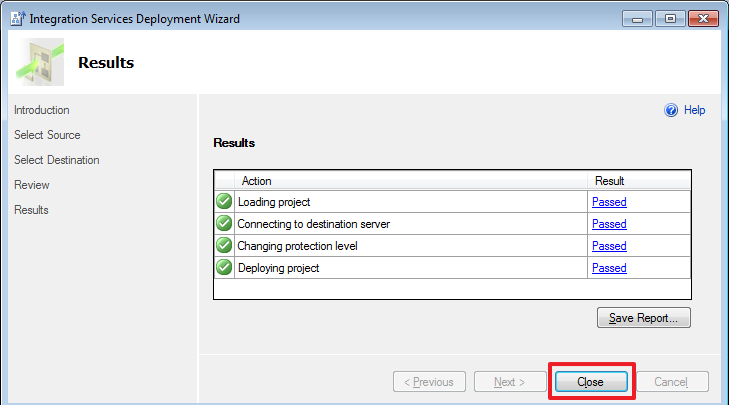 Integration Services Deployment Wizard
Results
Introduction
Select Source
Select Destination
Review
Results
Help
Results
Action Result
Loading project Passed
Connecting to destination server Passed
Changing protection level Passed
Deploying project Passed
Save Report...
< Previous Next > Close Cancel